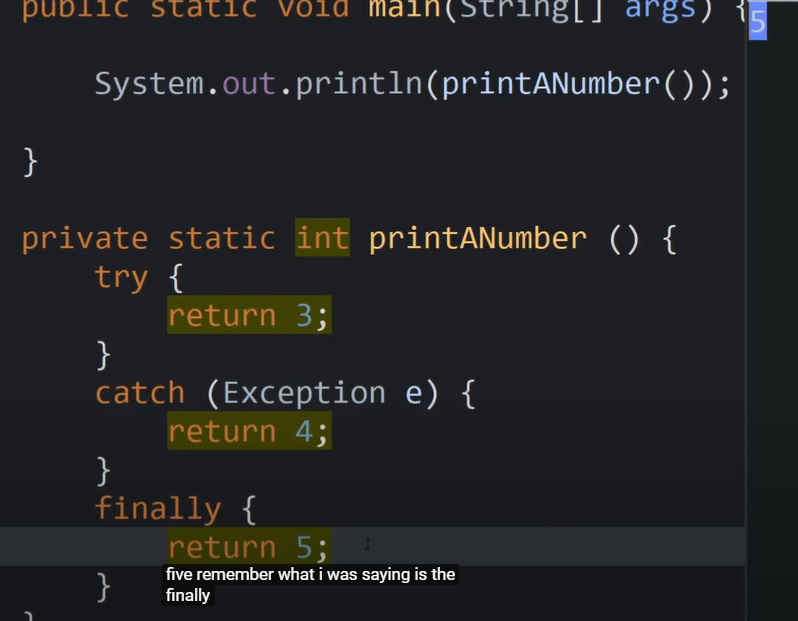 public static void main(String[] args) {
5
System.out.println(printANumber());
}
private static int printANumber () {
try {
return 3;
}
catch (Exception e) {
return 4;
}
finally {
return 5;
five remember what i was saying is the
finally
}
}